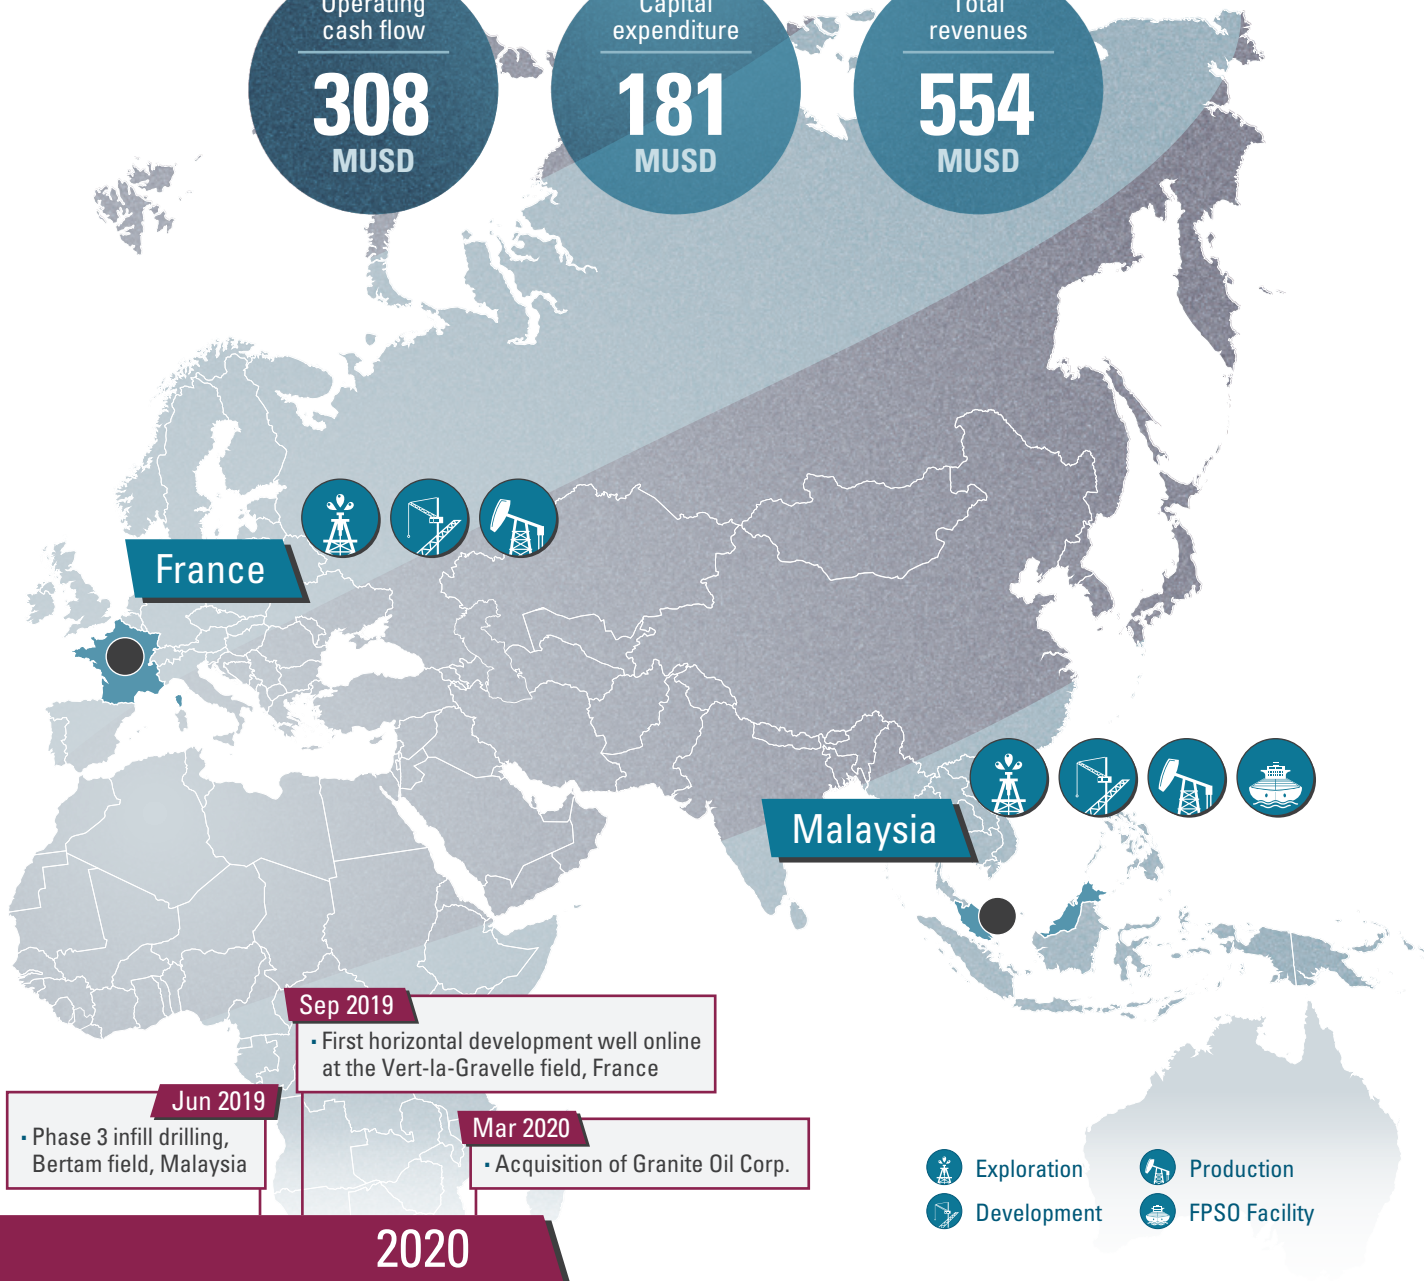 Operating
cash flow
308
MUSD
Capital
expenditure
181
MUSD
Total
revenues
554
MUSD
France
Malaysia
Sep 2019
· First horizontal development well online
at the Vert-la-Gravelle field, France
Jun 2019
· Phase 3 infill drilling,
Bertam field, Malaysia
Mar 2020
· Acquisition of Granite Oil Corp.
2020
Exploration
Production
Development
FPSO Facility